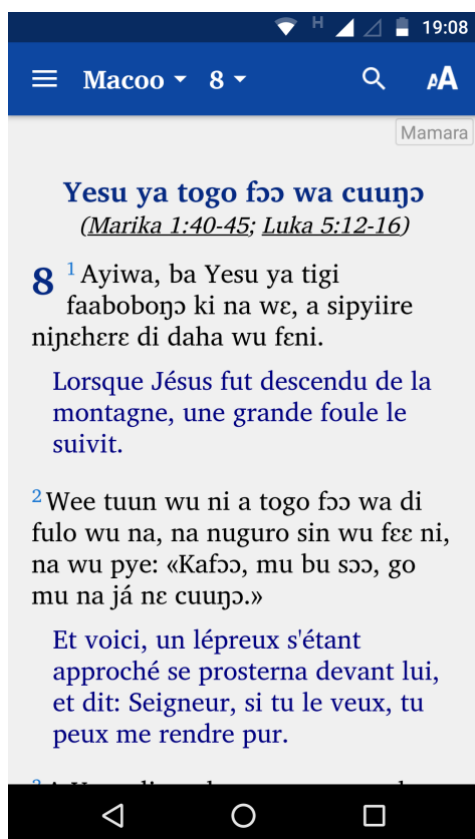 H 19:08
Macoo 8 AA
Mamara
Yesu ya togo fɔɔ wa cuuŋɔ
(Marika 1:40-45; Luka 5:12-16)
8 1 Ayiwa, ba Yesu ya tigi
faaboboŋɔ ki na wɛ, a sipyiire
niɲɛhɛrɛ di daha wu fɛni.
Lorsque Jésus fut descendu de la
montagne, une grande foule le
suivit.
2 Wee tuun wu ni a togo fɔɔ wa di
fulo wu na, na nuguro sin wu fɛɛ ni,
na wu pye: «Kafɔɔ, mu bu sɔɔ, go
mu na já nɛ cuuŋɔ.»
Et voici, un lépreux s'étant
approché se prosterna devant lui,
et dit: Seigneur, si tu le veux, tu
peux me rendre pur.